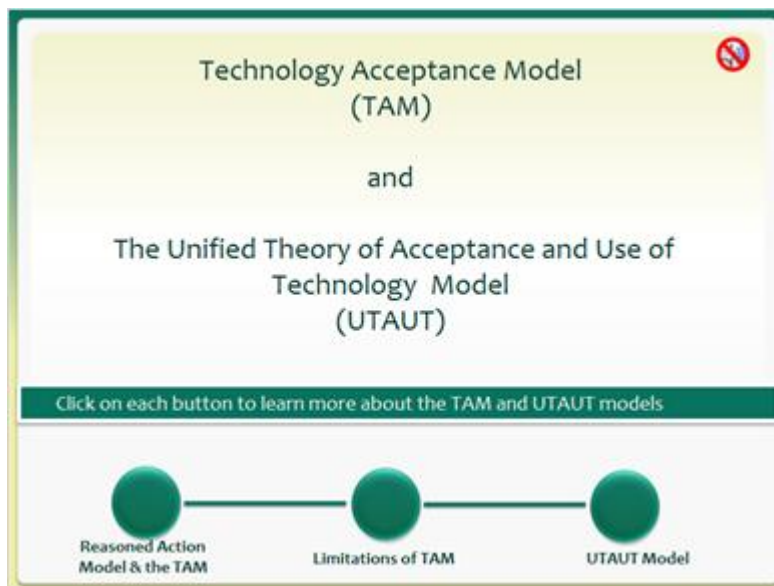 Technology Acceptance Model
(TAM)
and
The Unified Theory of Acceptance and Use of
Technology Model
(UTAUT)
Click on each button to learn more about the TAM and UTAUT models
Reasoned Action
Model & the TAM
Limitations of TAM
UTAUT Model